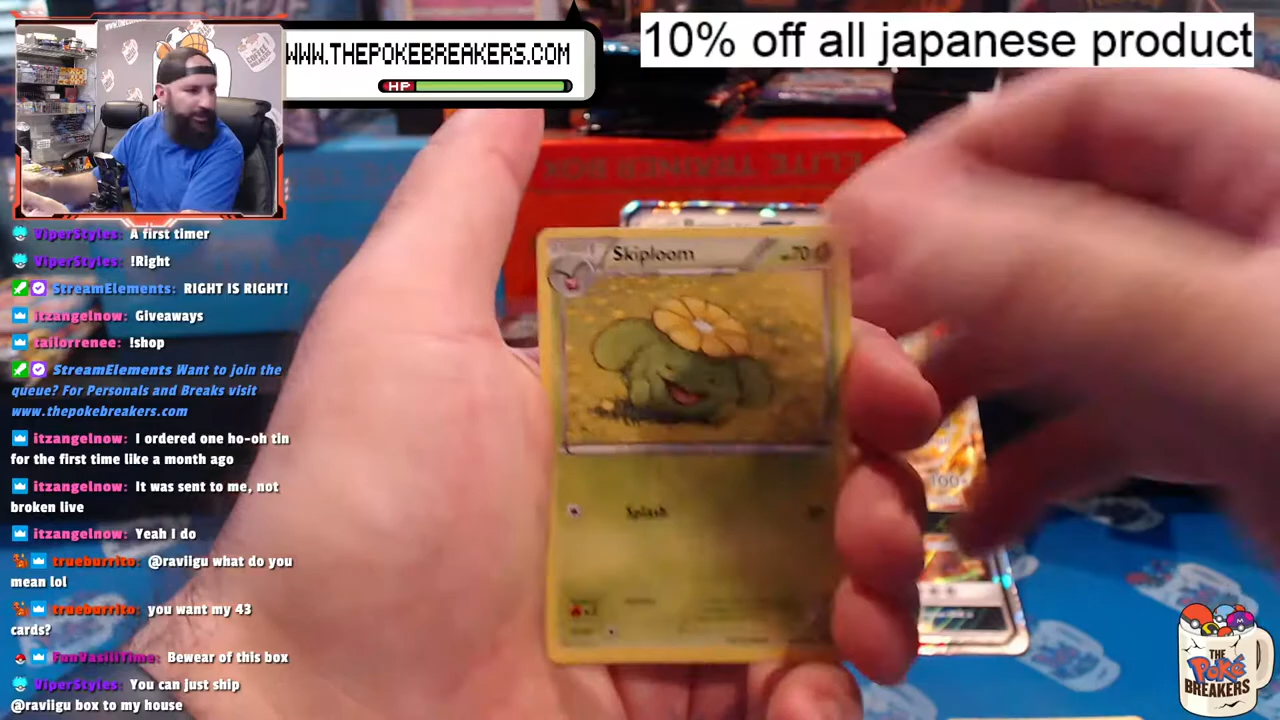 WWW.THEPOKEBREAKERS.COM
HP
10% off all japanese product
ELITE TRAINER BOX
ViperStyles: A first timer
ViperStyles: !Right
StreamElements: RIGHT IS RIGHT!
itzangelnow: Giveaways
tailorrenee: !shop
StreamElements Want to join the
queue? For Personals and Breaks visit
www.thepokebreakers.com
itzangelnow: I ordered one ho-oh tin
for the first time like a month ago
itzangelnow: It was sent to me, not
broken live
itzangelnow: Yeah I do
trueburrito: @raviigu what do you
mean lol
trueburrito: you want my 43
cards?
FunVasiliTime: Bewear of this box
ViperStyles: You can just ship
@raviigu box to my house
Skiploom
70
Splash
x2
100
THE
Poké
BREAKERS